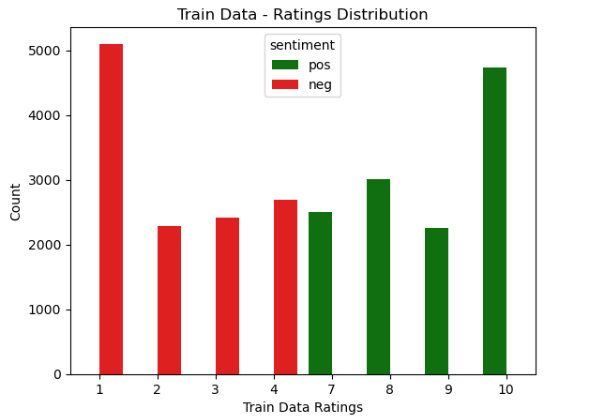 Train Data - Ratings Distribution
sentiment
pos
neg
5000
4000
3000
2000
1000
0
Count
1 2 3 4 7 8 9 10
Train Data Ratings